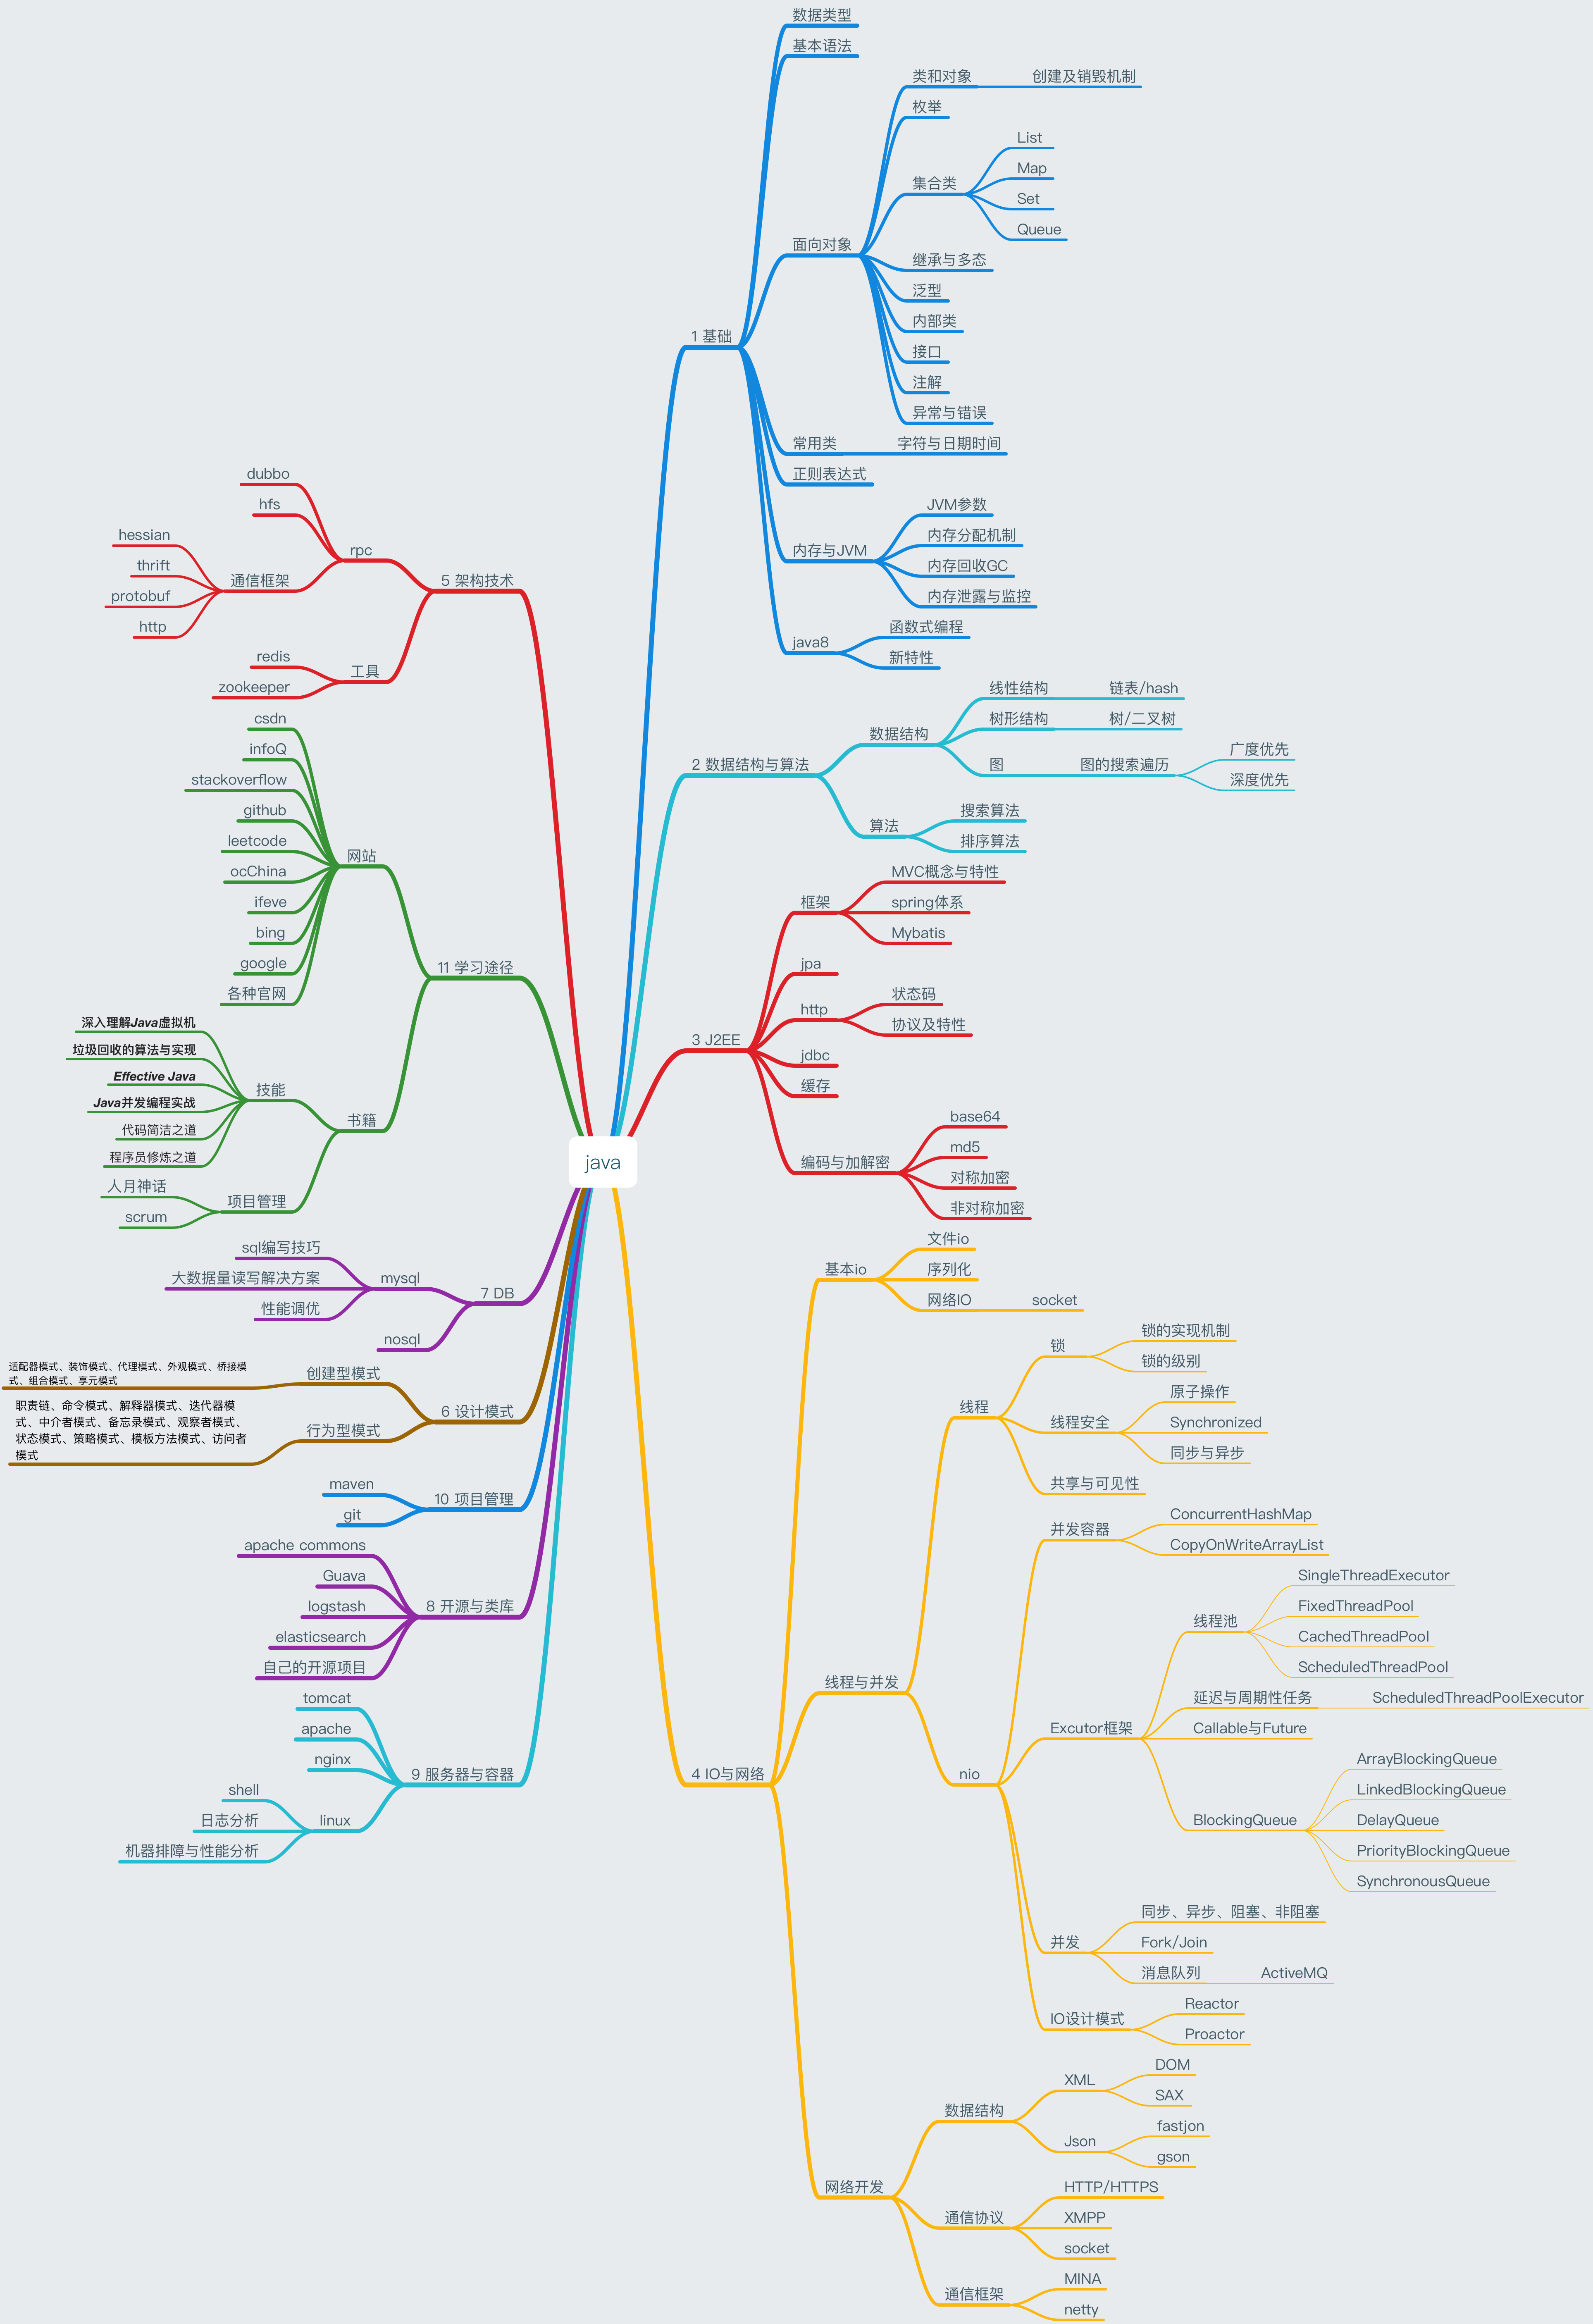 java
1 基础
数据类型
基本语法
面向对象
类和对象
创建及销毁机制
枚举
集合类
List
Map
Set
Queue
继承与多态
泛型
内部类
接口
注解
异常与错误
常用类
字符与日期时间
正则表达式
内存与JVM
JVM参数
内存分配机制
内存回收GC
内存泄露与监控
java8
函数式编程
新特性
2 数据结构与算法
数据结构
线性结构
链表/hash
树形结构
树/二叉树
图
图的搜索遍历
广度优先
深度优先
算法
搜索算法
排序算法
3 J2EE
框架
MVC概念与特性
spring体系
Mybatis
jpa
http
状态码
协议及特性
jdbc
缓存
编码与加解密
base64
md5
对称加密
非对称加密
4 IO与网络
基本io
文件io
序列化
网络IO
socket
线程与并发
线程
锁
锁的实现机制
锁的级别
线程安全
原子操作
Synchronized
同步与异步
共享与可见性
nio
并发容器
ConcurrentHashMap
CopyOnWriteArrayList
Excutor框架
线程池
SingleThreadExecutor
FixedThreadPool
CachedThreadPool
ScheduledThreadPool
延迟与周期性任务
ScheduledThreadPoolExecutor
Callable与Future
BlockingQueue
ArrayBlockingQueue
LinkedBlockingQueue
DelayQueue
PriorityBlockingQueue
SynchronousQueue
并发
同步、异步、阻塞、非阻塞
Fork/Join
消息队列
ActiveMQ
IO设计模式
Reactor
Proactor
网络开发
数据结构
XML
DOM
SAX
Json
fastjon
gson
通信协议
HTTP/HTTPS
XMPP
socket
通信框架
MINA
netty
5 架构技术
rpc
dubbo
hfs
通信框架
hessian
thrift
protobuf
http
工具
redis
zookeeper
11 学习途径
网站
csdn
infoQ
stackoverflow
github
leetcode
ocChina
ifeve
bing
google
各种官网
书籍
技能
深入理解Java虚拟机
垃圾回收的算法与实现
Effective Java
Java并发编程实战
代码简洁之道
程序员修炼之道
项目管理
人月神话
scrum
7 DB
mysql
sql编写技巧
大数据量读写解决方案
性能调优
nosql
6 设计模式
创建型模式
适配器模式、装饰模式、代理模式、外观模式、桥接模
式、组合模式、享元模式
行为型模式
职责链、命令模式、解释器模式、迭代器模
式、中介者模式、备忘录模式、观察者模式、
状态模式、策略模式、模板方法模式、访问者
模式
10 项目管理
maven
git
8 开源与类库
apache commons
Guava
logstash
elasticsearch
自己的开源项目
9 服务器与容器
tomcat
apache
nginx
linux
shell
日志分析
机器排障与性能分析